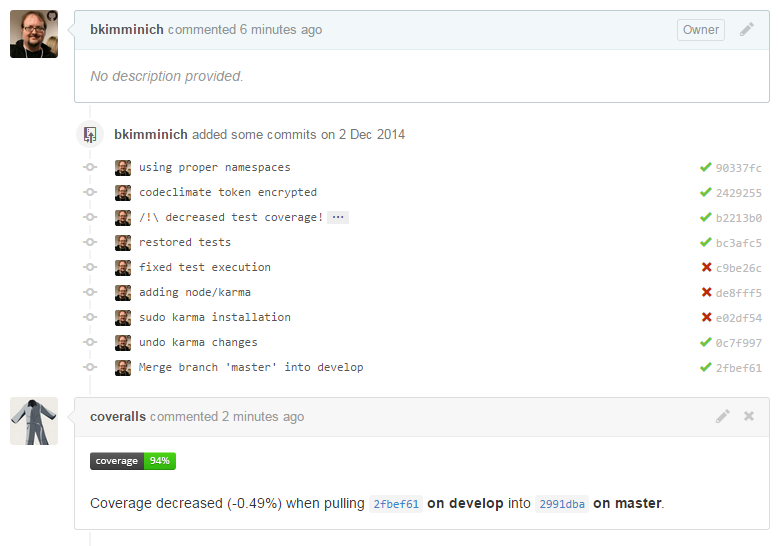 bkimminich commented 6 minutes ago Owner
No description provided.
bkimminich added some commits on 2 Dec 2014
using proper namespaces 90337fc
codeclimate token encrypted 2429255
/!\ decreased test coverage! ... b2213b0
restored tests bc3afc5
fixed test execution c9be26c
adding node/karma de8fff5
sudo karma installation e02df54
undo karma changes 0c7f997
Merge branch 'master' into develop 2fbef61
coveralls commented 2 minutes ago
coverage 94%
Coverage decreased (-0.49%) when pulling 2fbef61 on develop into 2991dba on master.